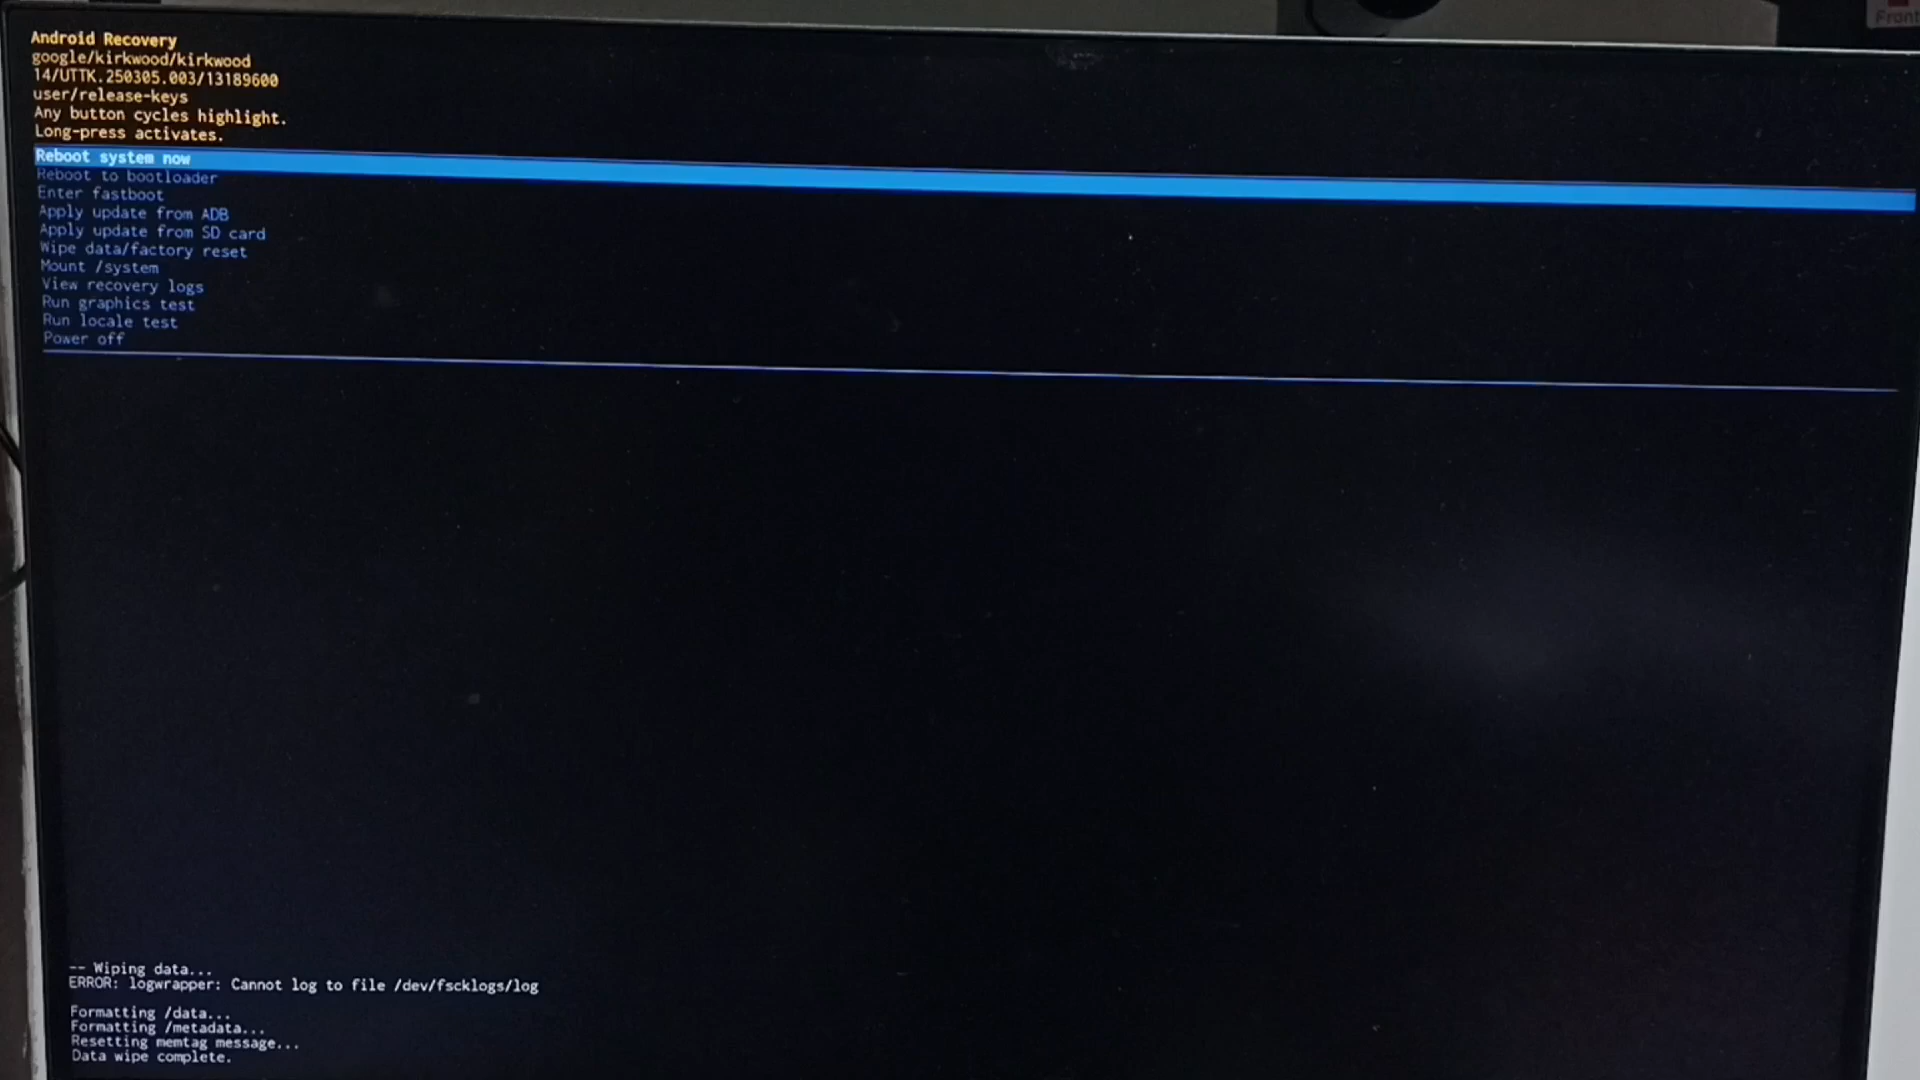 Front
Android Recovery
google/kirkwood/kirkwood
14/UTTK.250305.003/13189600
user/release-keys
Any button cycles highlight.
Long-press activates.
Reboot system now
Reboot to bootloader
Enter fastboot
Apply update from ADB
Apply update from SD card
Wipe data/factory reset
Mount /system
View recovery logs
Run graphics test
Run locale test
Power off
-- Wiping data...
ERROR: logwrapper: Cannot log to file /dev/fscklogs/log
Formatting /data...
Formatting /metadata...
Resetting memtag message...
Data wipe complete.